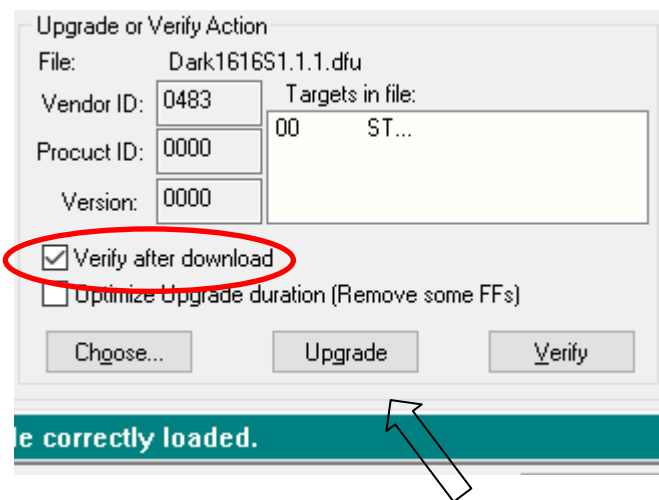 Upgrade or Verify Action
File: Dark1616S1.1.1.dfu
Vendor ID: 0483 Targets in file:
00 ST...
Procuct ID: 0000
Version: 0000
Verify after download
Optimize Upgrade duration (Remove some FFs)
Choose... Upgrade Verify
le correctly loaded.